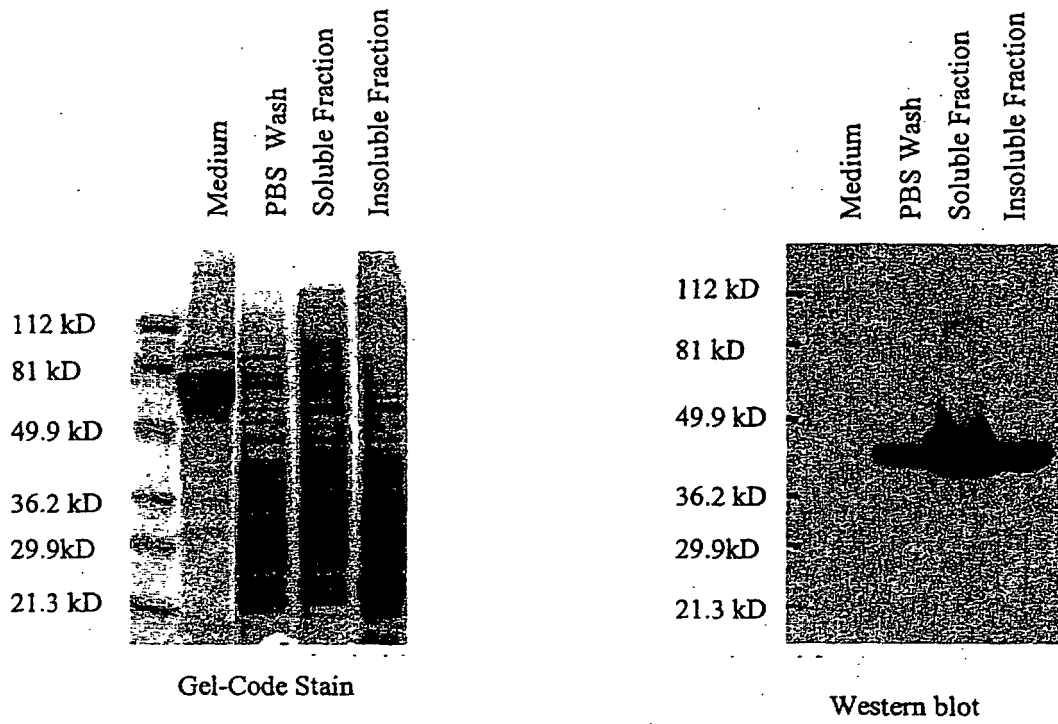 Medium
PBS Wash
Soluble Fraction
Insoluble Fraction
112 kD
81 kD
49.9 kD
36.2 kD
29.9kD
21.3 kD
Gel-Code Stain
Medium
PBS Wash
Soluble Fraction
Insoluble Fraction
112 kD
81 kD
49.9 kD
36.2 kD
29.9kD
21.3 kD
Western blot